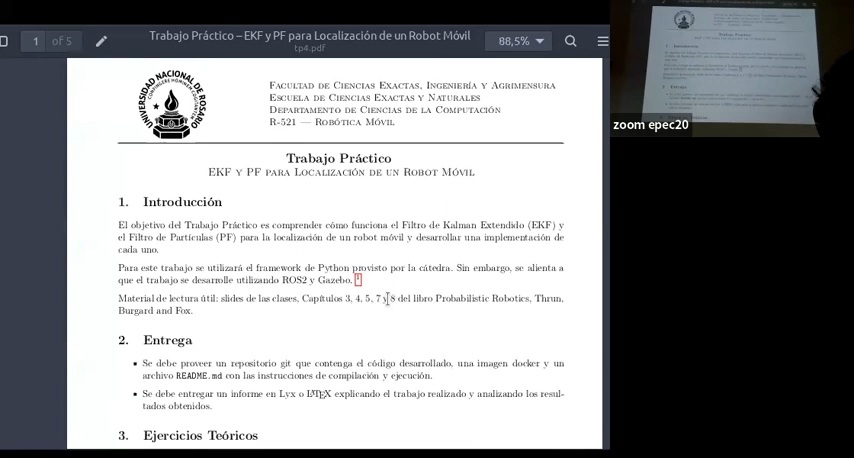 1 of 5
Trabajo Práctico – EKF y PF para Localización de un Robot Móvil
tp4.pdf
88,5%
UNIVERSIDAD NACIONAL DE ROSARIO
CONFINGERE HOMINEM COGITANTEM
Facultad de Ciencias Exactas, Ingeniería y Agrimensura
Escuela de Ciencias Exactas y Naturales
Departamento de Ciencias de la Computación
R-521 — Robótica Móvil
Trabajo Práctico
EKF y PF para Localización de un Robot Móvil
1. Introducción
El objetivo del Trabajo Práctico es comprender cómo funciona el Filtro de Kalman Extendido (EKF) y
el Filtro de Partículas (PF) para la localización de un robot móvil y desarrollar una implementación de
cada uno.
Para este trabajo se utilizará el framework de Python provisto por la cátedra. Sin embargo, se alienta a
que el trabajo se desarrolle utilizando ROS2 y Gazebo. 1
Material de lectura útil: slides de las clases, Capítulos 3, 4, 5, 7 y 8 del libro Probabilistic Robotics, Thrun,
Burgard and Fox.
2. Entrega
▪ Se debe proveer un repositorio git que contenga el código desarrollado, una imagen docker y un
archivo README.md con las instrucciones de compilación y ejecución.
▪ Se debe entregar un informe en Lyx o LATEX explicando el trabajo realizado y analizando los resul-
tados obtenidos.
3. Ejercicios Teóricos
zoom epec20
Trabajo Práctico